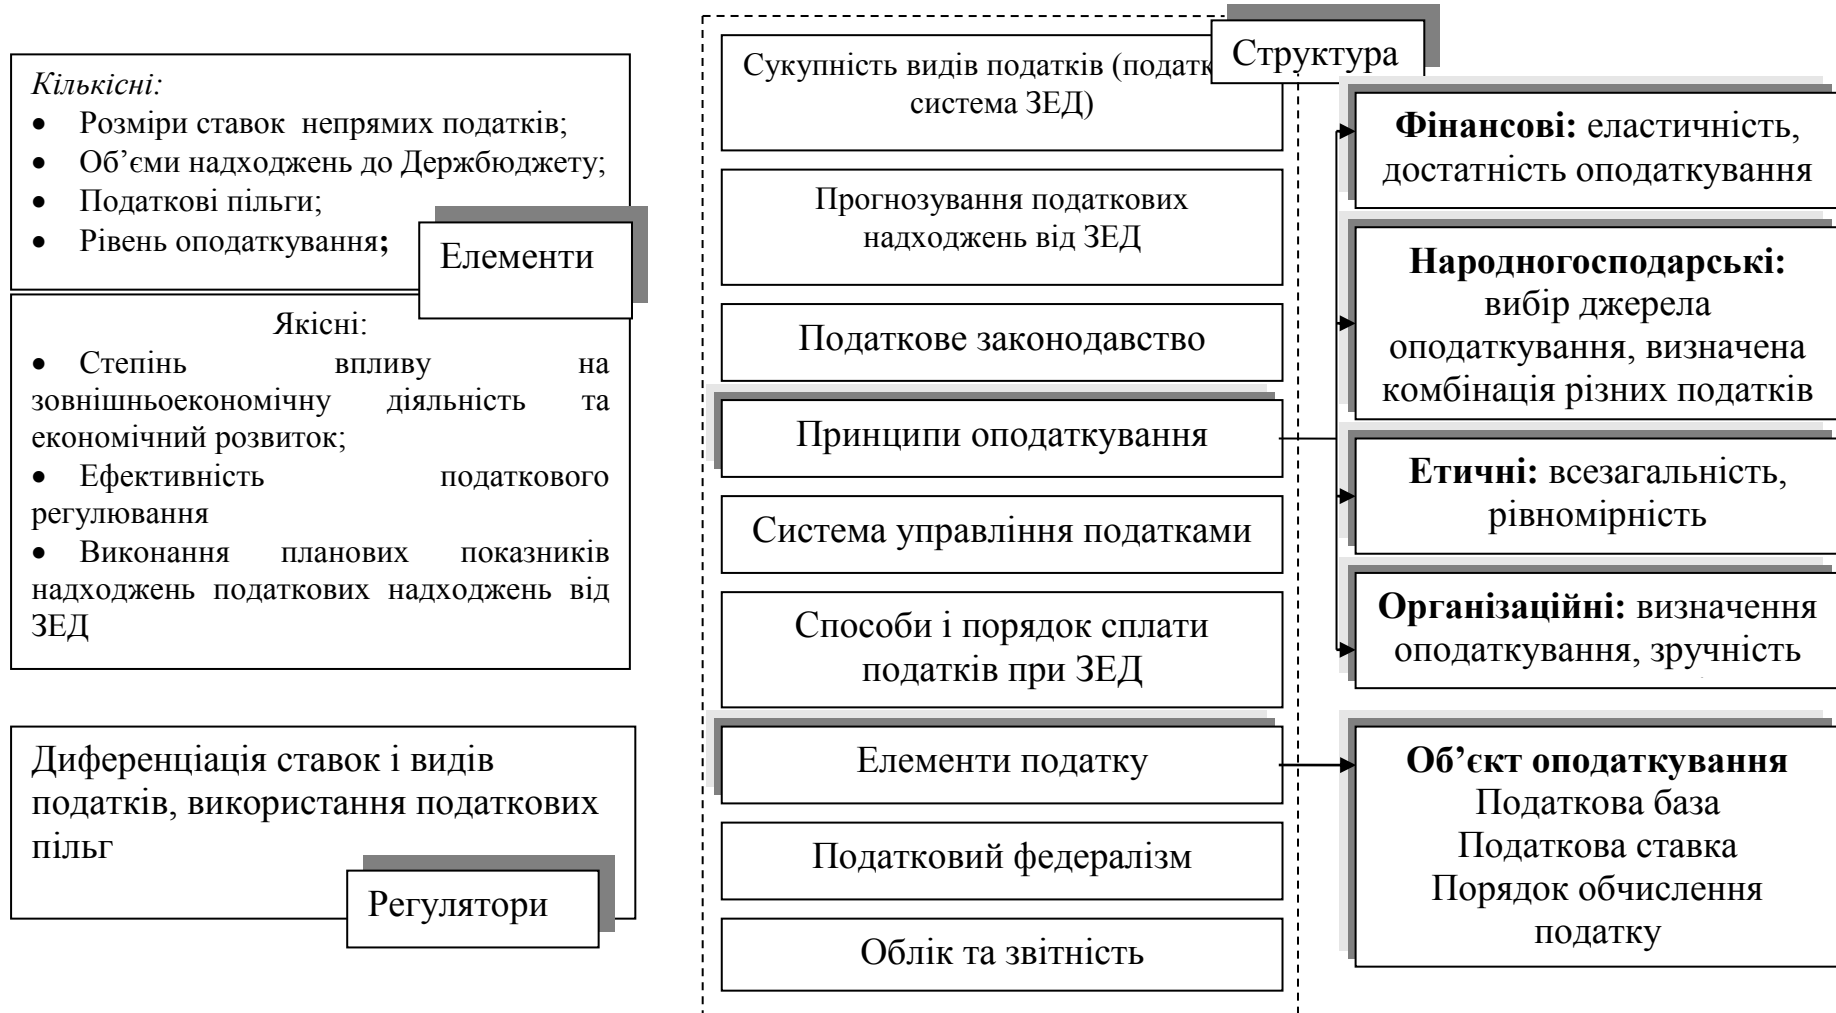 Кількісні:
• Розміри ставок непрямих податків;
• Об’єми надходжень до Держбюджету;
• Податкові пільги;
• Рівень оподаткування;
Елементи
Якісні:
• Степінь впливу на
зовнішньоекономічну діяльність та
економічний розвиток;
• Ефективність податкового
регулювання
• Виконання планових показників
надходжень податкових надходжень від
ЗЕД
Диференціація ставок і видів
податків, використання податкових
пільг
Регулятори
Структура
Сукупність видів податків (податк
система ЗЕД)
Прогнозування податкових
надходжень від ЗЕД
Податкове законодавство
Принципи оподаткування
Система управління податками
Способи і порядок сплати
податків при ЗЕД
Елементи податку
Податковий федералізм
Облік та звітність
Фінансові: еластичність,
достатність оподаткування
Народногосподарські:
вибір джерела
оподаткування, визначена
комбінація різних податків
Етичні: всезагальність,
рівномірність
Організаційні: визначення
оподаткування, зручність
Об’єкт оподаткування
Податкова база
Податкова ставка
Порядок обчислення
податку